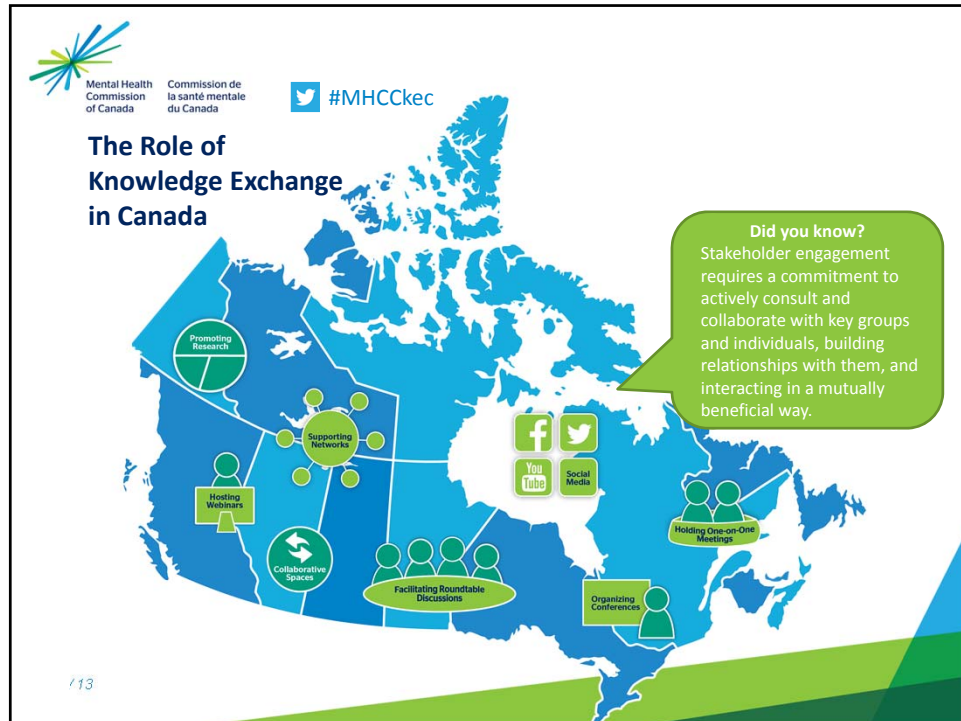 Mental Health
Commission
of Canada
Commission de
la santé mentale
du Canada
#MHCCkec
The Role of
Knowledge Exchange
in Canada
Did you know?
Stakeholder engagement
requires a commitment to
actively consult and
collaborate with key groups
and individuals, building
relationships with them, and
interacting in a mutually
beneficial way.
Promoting
Research
Supporting
Networks
f
You
Tube
Social
Media
Hosting
Webinars
Holding One-on-One
Meetings
Collaborative
Spaces
Facilitating Roundtable
Discussions
Organizing
Conferences
/ 13